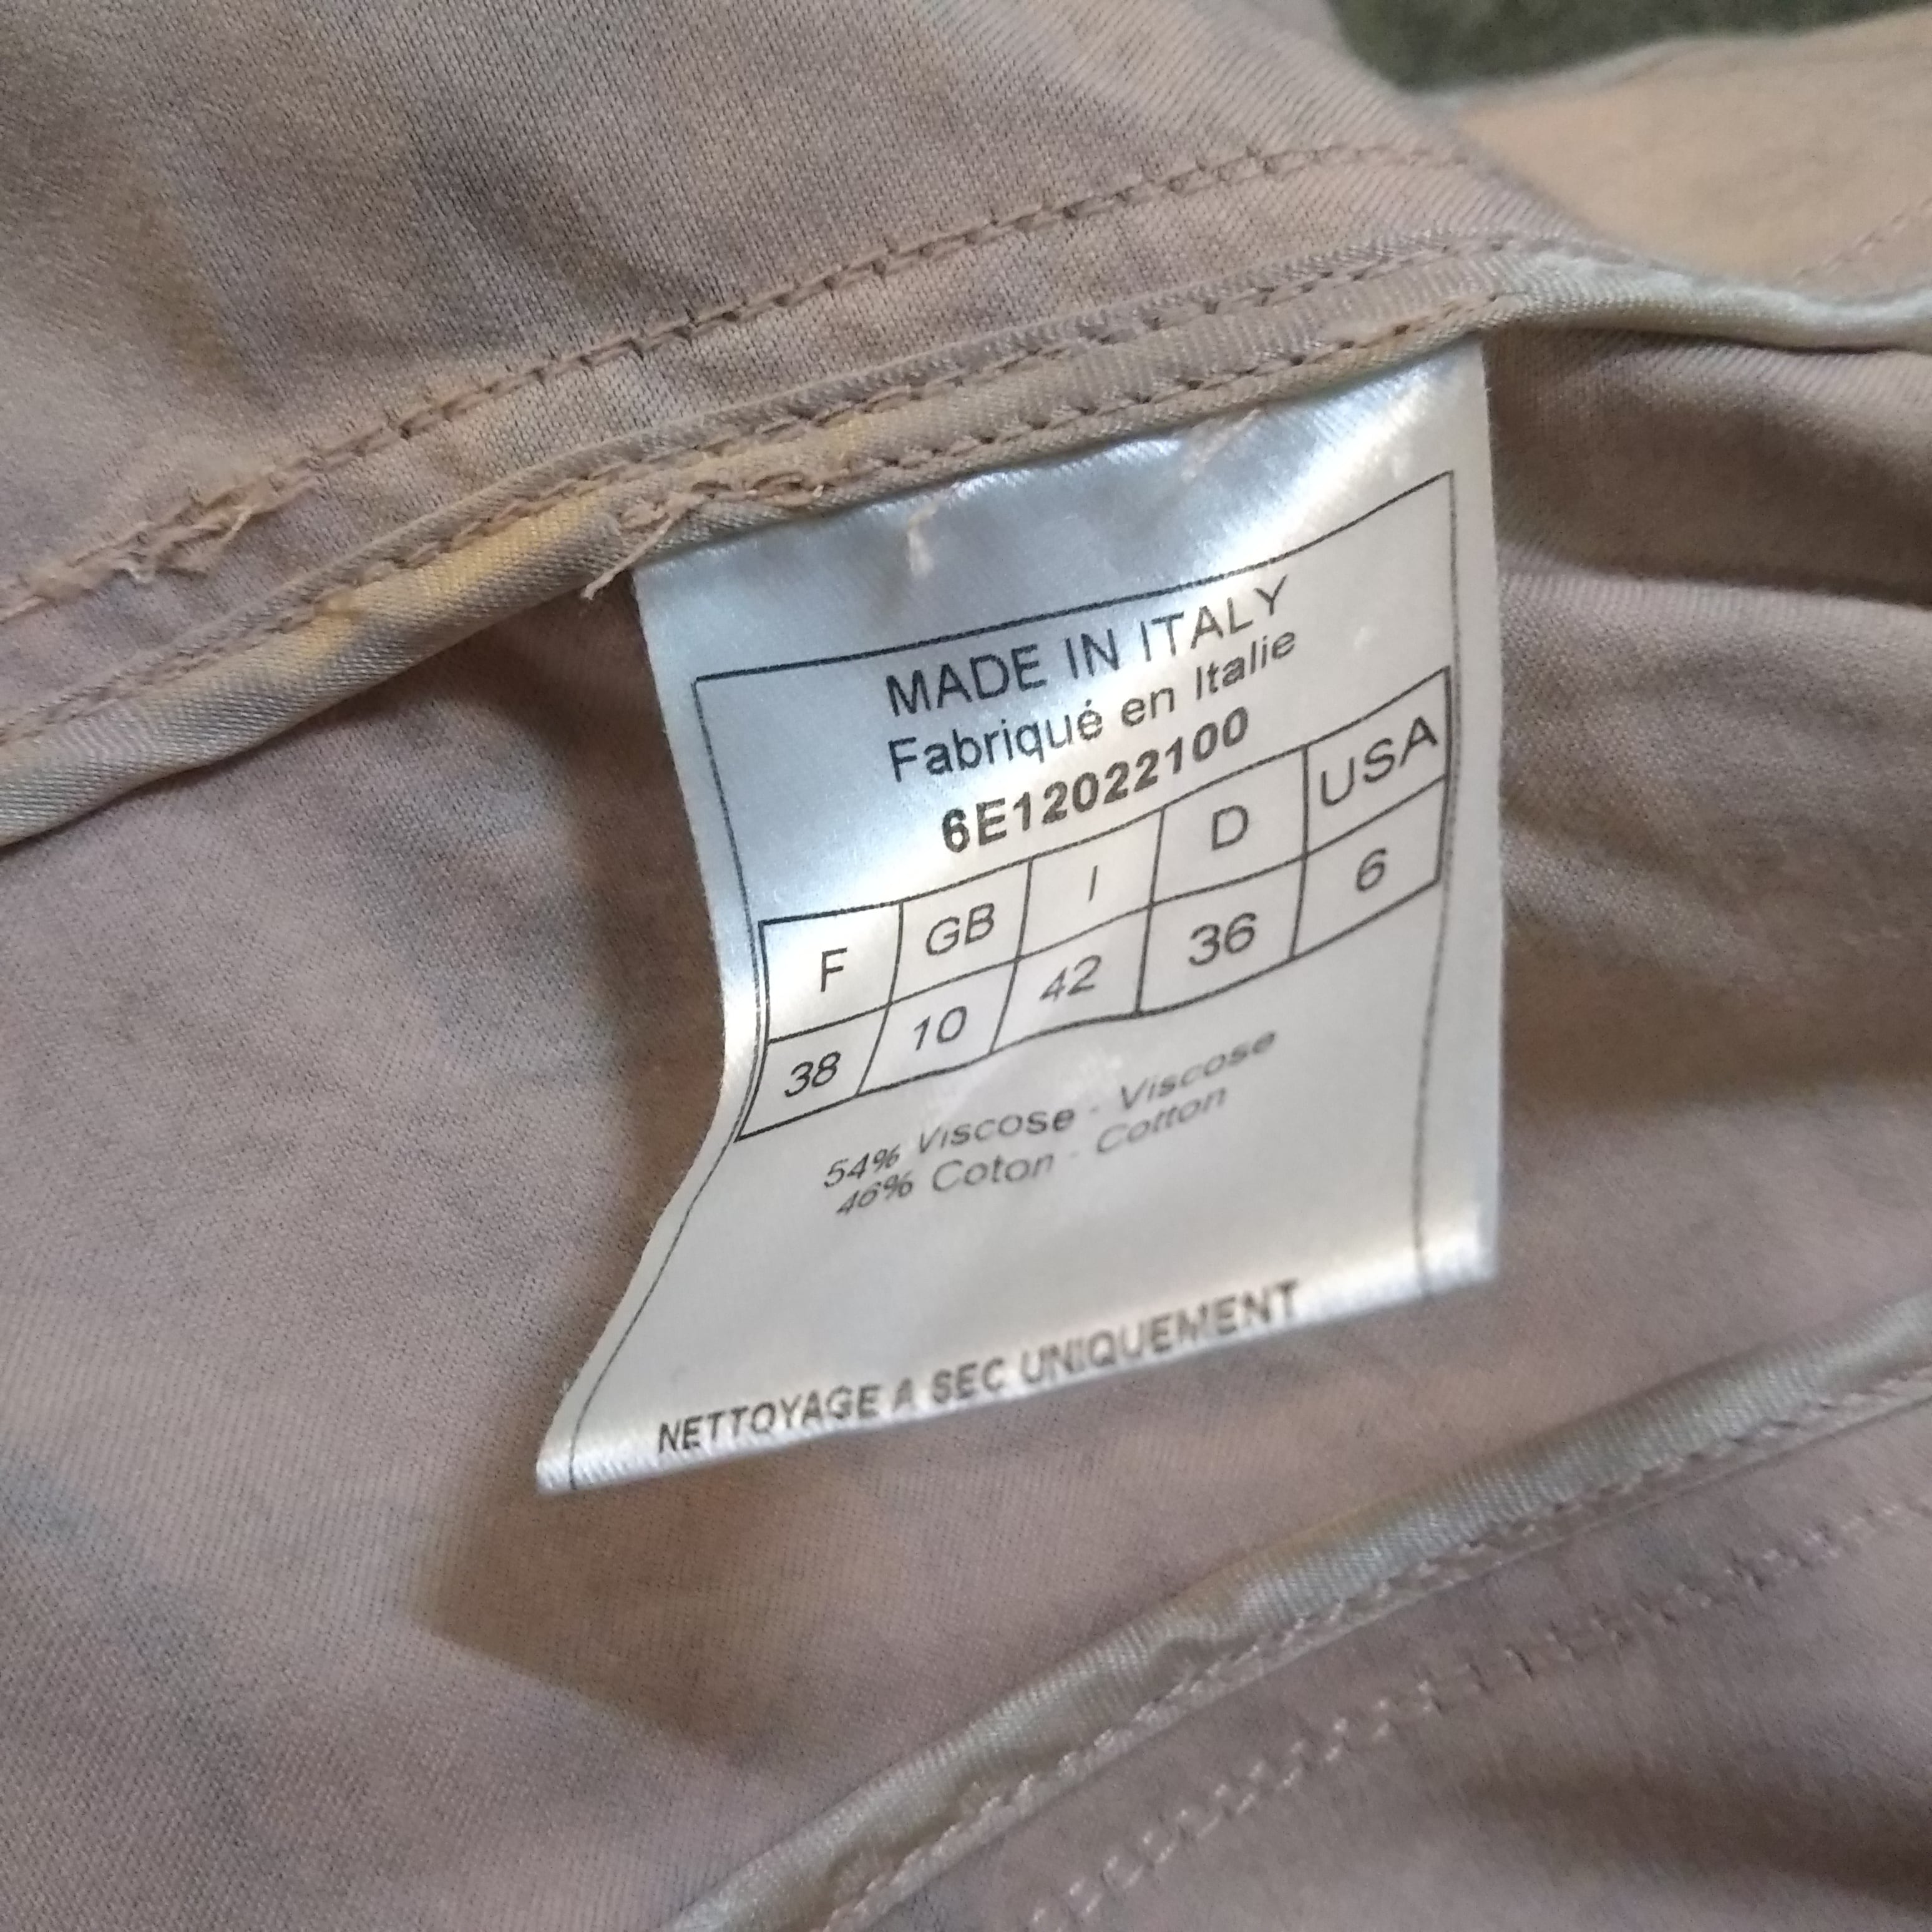 MADE IN ITALY
Fabriqué en Italie
6E12022100
F GB I D USA
38 10 42 36 6
54% Viscose - Viscose
46% Coton - Cotton
NETTOYAGE A SEC UNIQUEMENT